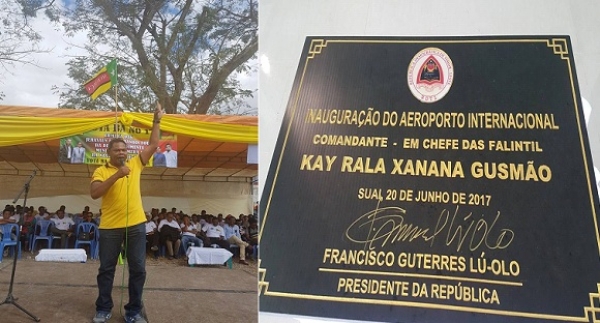 INAUGURAÇÃO DO AEROPORTO INTERNACIONAL
COMANDANTE - EM CHEFE DAS FALINTIL
KAY RALA XANANA GUSMÃO
SUAI, 20 DE JUNHO DE 2017
FRANCISCO GUTERRES LÚ-OLO
PRESIDENTE DA REPÚBLICA